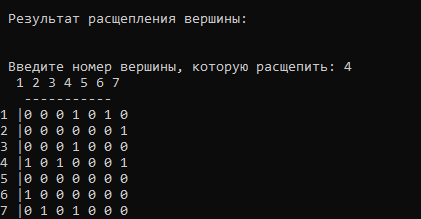 Результат расщепления вершины:
Введите номер вершины, которую расщепить: 4
1 2 3 4 5 6 7
-----------
1 |0 0 0 1 0 1 0
2 |0 0 0 0 0 0 1
3 |0 0 0 1 0 0 0
4 |1 0 1 0 0 0 1
5 |0 0 0 0 0 0 0
6 |1 0 0 0 0 0 0
7 |0 1 0 1 0 0 0